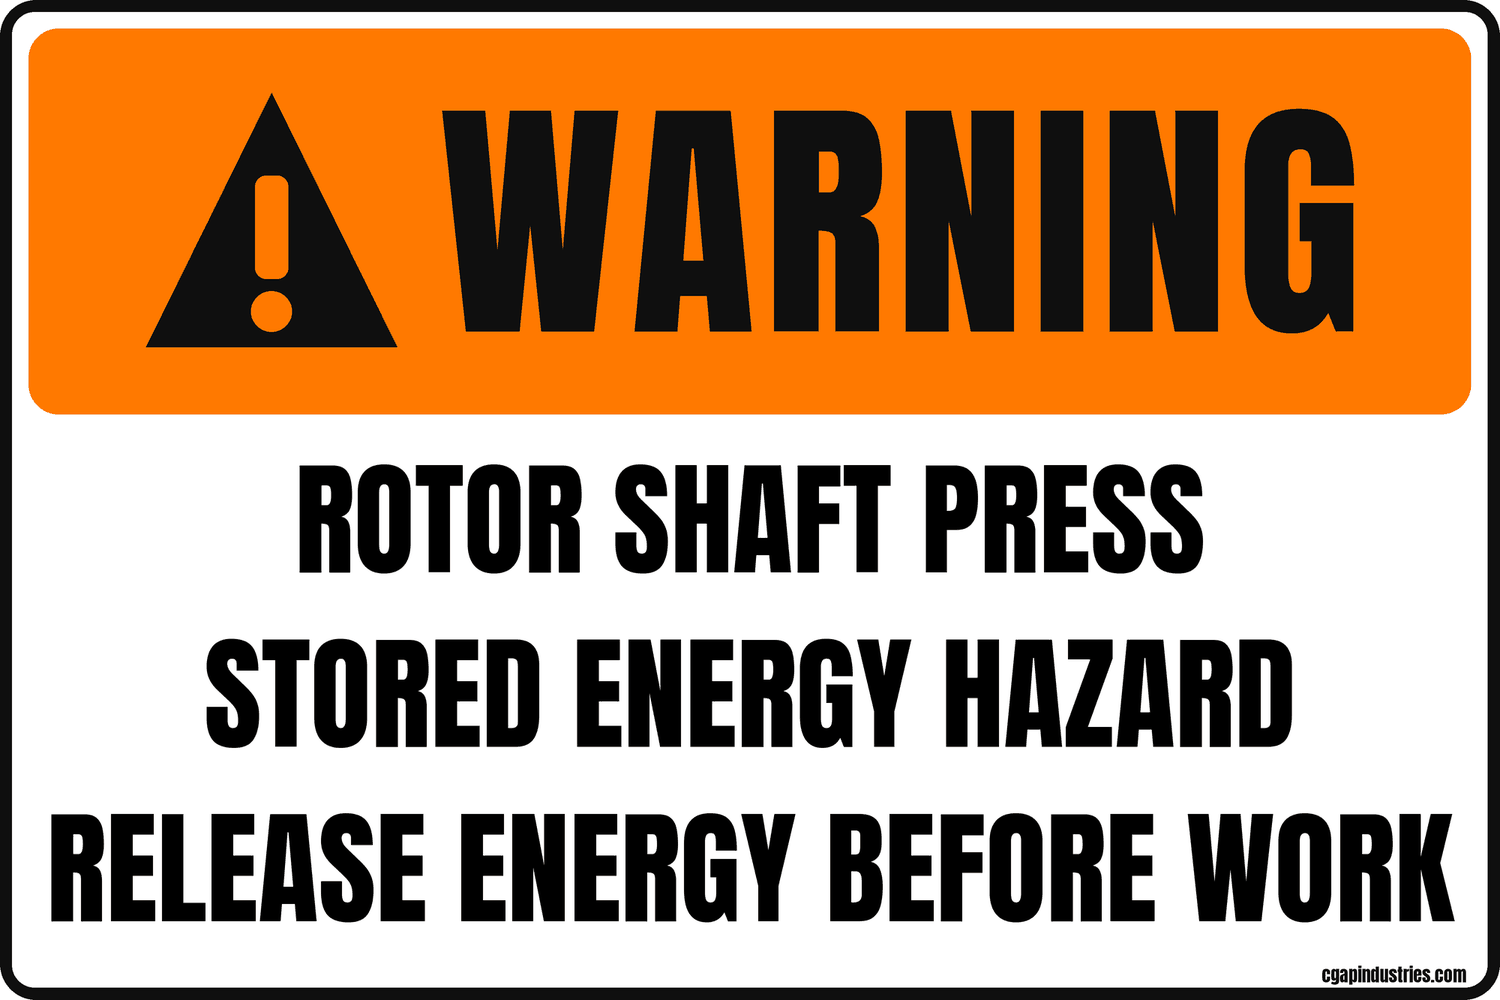 WARNING
ROTOR SHAFT PRESS
STORED ENERGY HAZARD
RELEASE ENERGY BEFORE WORK
cgapindustries.com